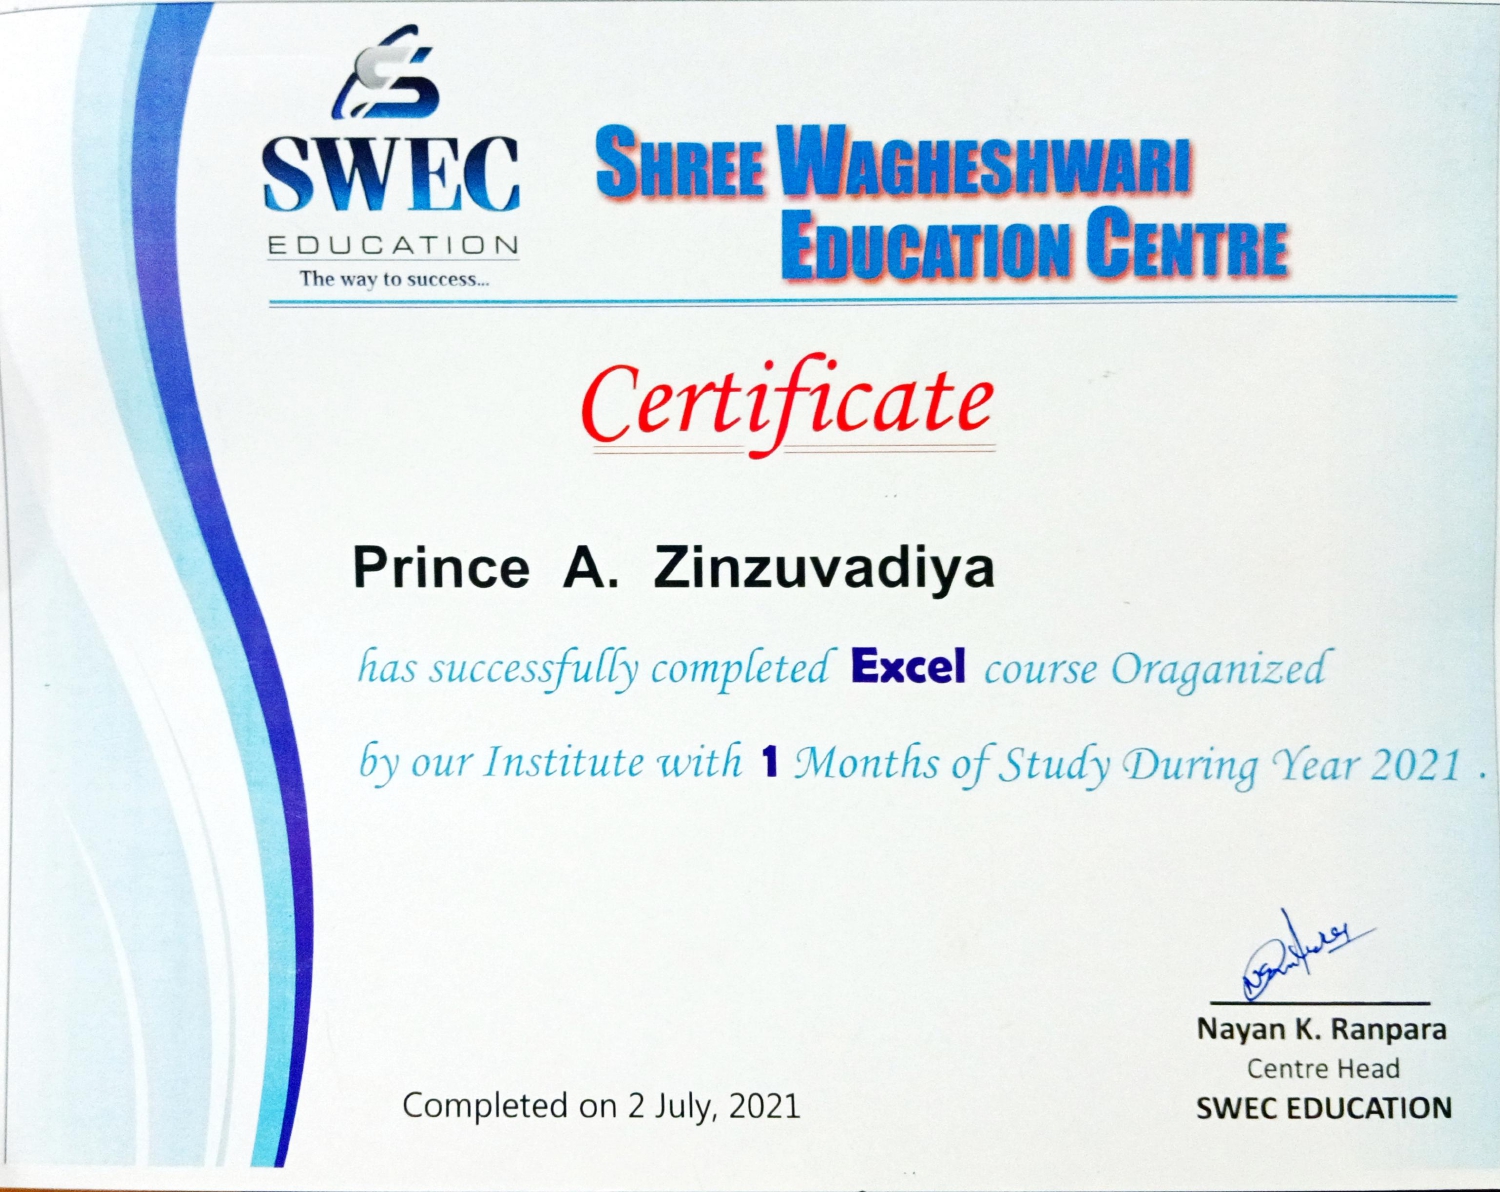 SWEC
EDUCATION
The way to success...
SHREE WAGHESHWARI
EDUCATION CENTRE
Certificate
Prince A. Zinzuvadiya
has successfully completed Excel course Oraganized
by our Institute with 1 Months of Study During Year 2021 .
Nayan K. Ranpara
Centre Head
SWEC EDUCATION
Completed on 2 July, 2021